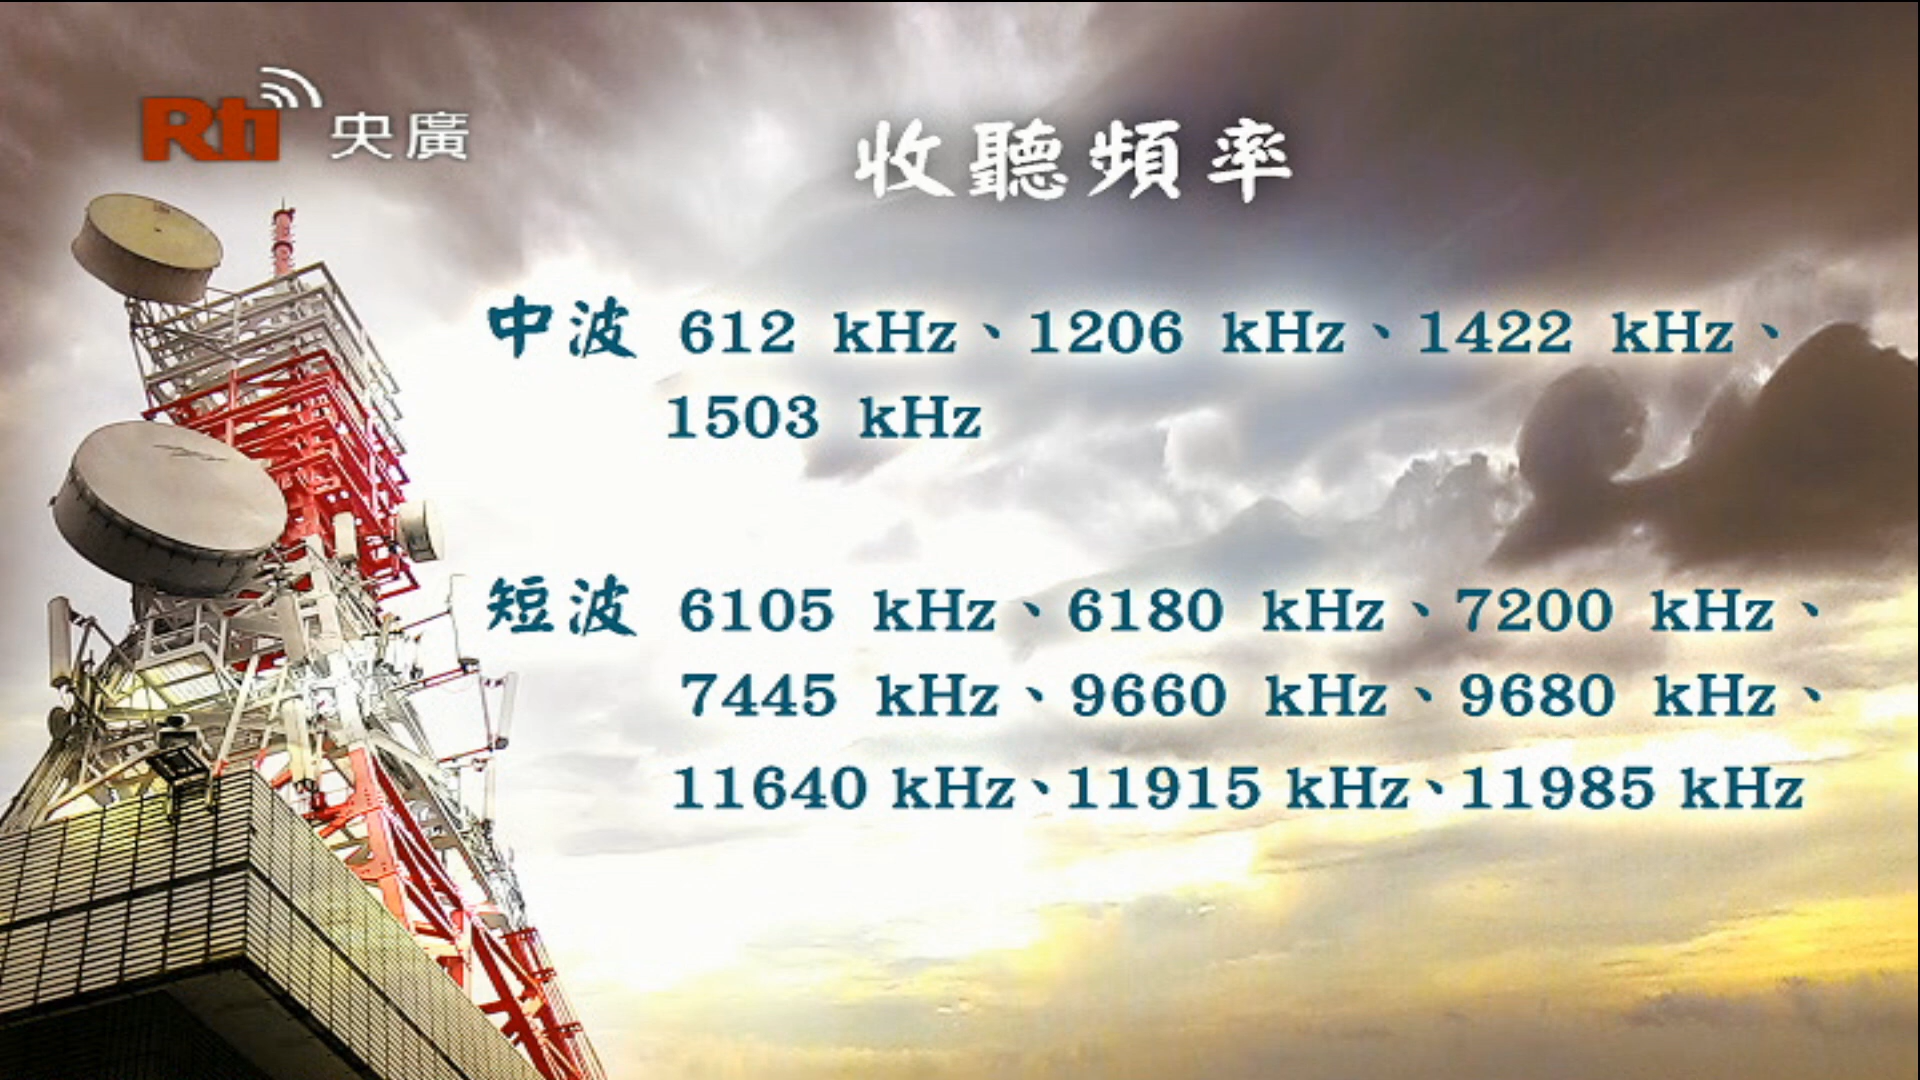 Rti 央廣
收聽頻率
中波 612 kHz、1206 kHz、1422 kHz、
1503 kHz
短波 6105 kHz、6180 kHz、7200 kHz、
7445 kHz、9660 kHz、9680 kHz、
11640 kHz、11915 kHz、11985 kHz